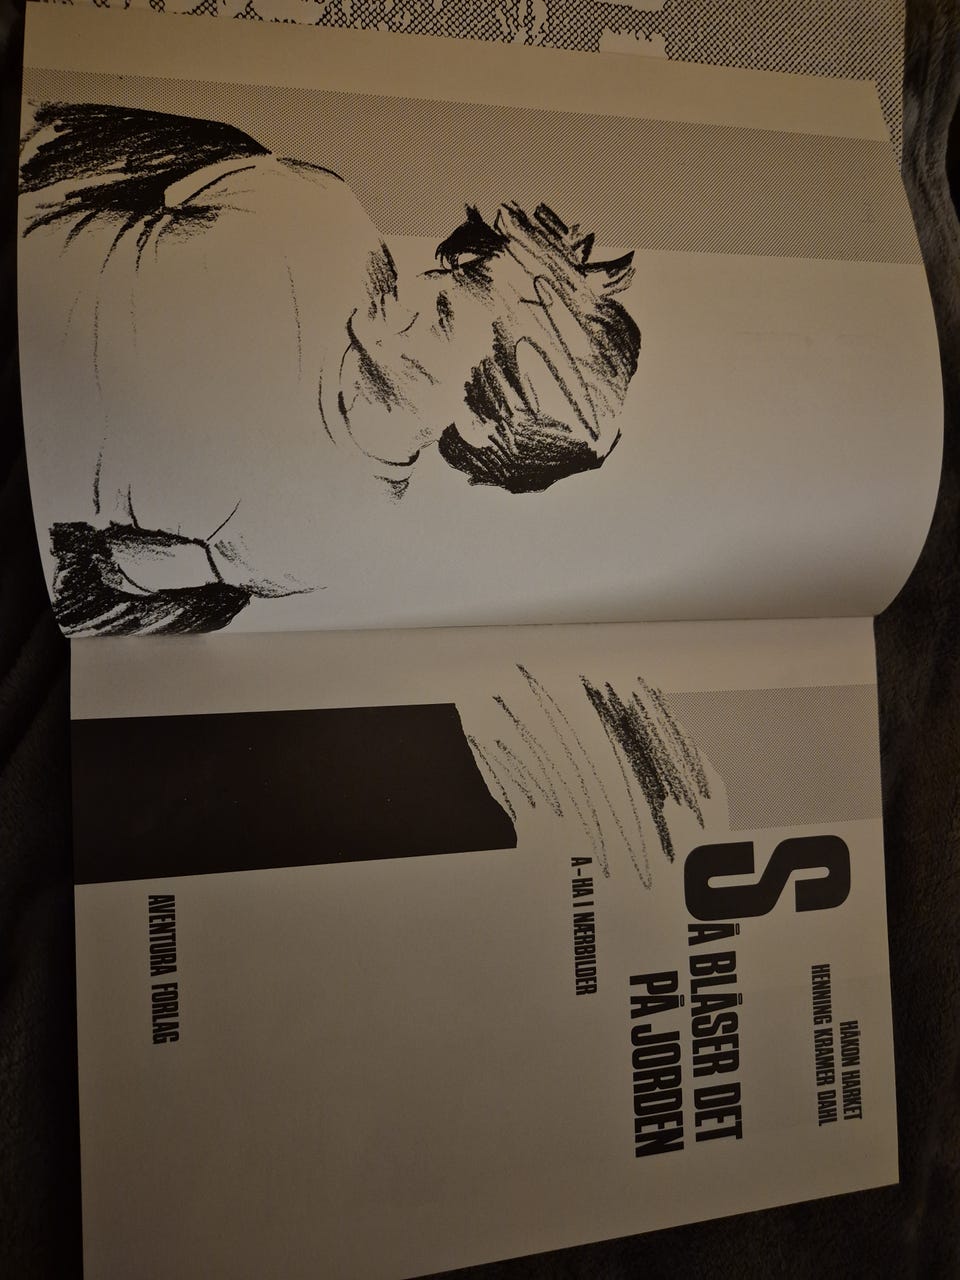 HÅKON HARKET
HENNING KRAMER DAHL
SÅ BLÅSER DET
PÅ JORDEN
A-HA I NÆRBILDER
AVENTURA FORLAG